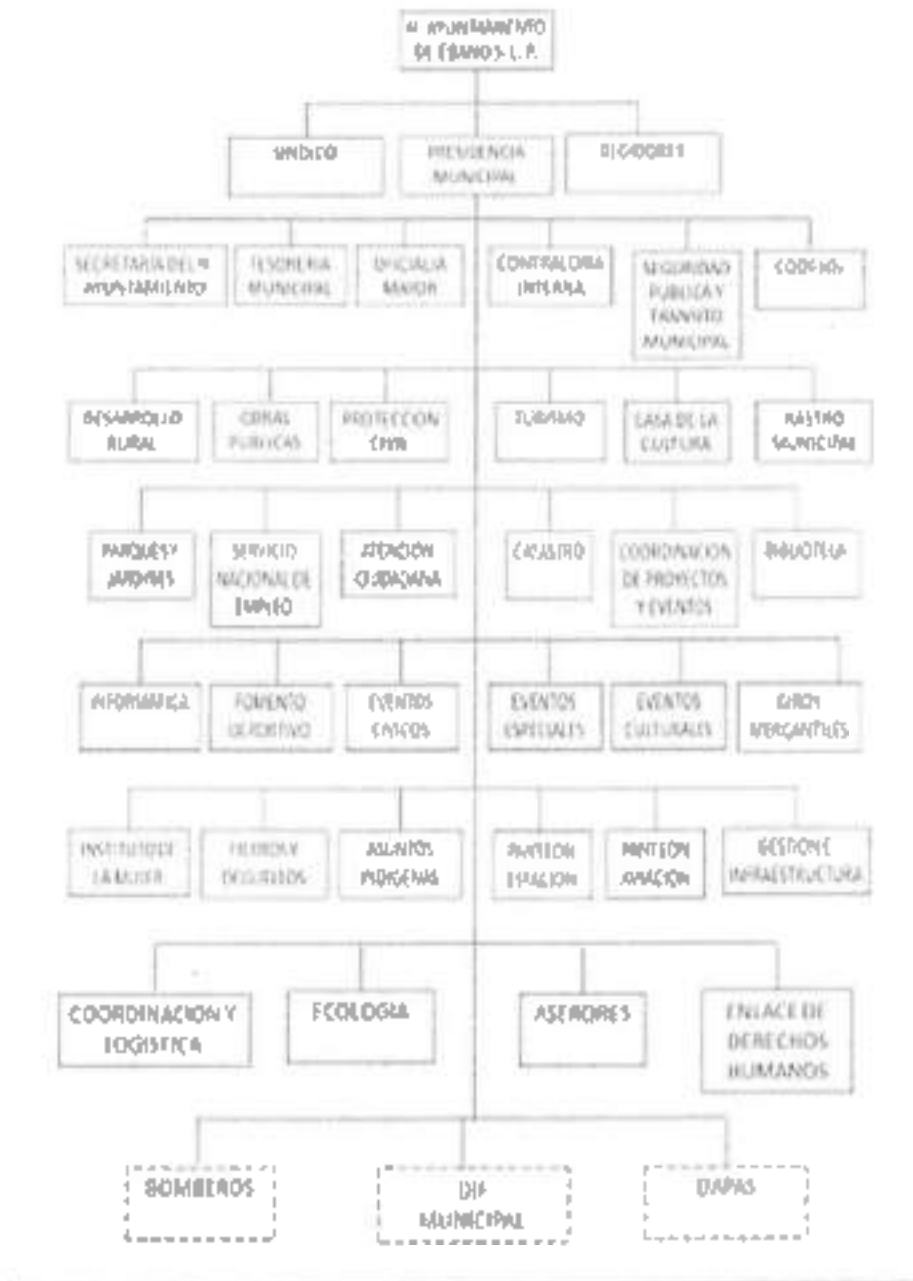 H. AYUNTAMIENTO
DE EBANO S. L. P.
SINDICO
PRESIDENCIA
MUNICIPAL
REGIDORES
SECRETARIA DEL H.
AYUNTAMIENTO
TESORERIA
MUNICIPAL
OFICIALIA
MAYOR
CONTRALORIA
INTERNA
SEGURIDAD
PUBLICA Y
TRANSITO
MUNICIPAL
DESARROLLO
RURAL
OBRAS
PUBLICAS
PROTECCION
CIVIL
TURISMO
CASA DE LA
CULTURA
RASTRO
MUNICIPAL
PARQUES Y
JARDINES
SERVICIO
NACIONAL DE
EMPLEO
ATENCION
CIUDADANA
CATASTRO
COORDINACION
DE PROYECTOS
Y EVENTOS
BIBLIOTECA
INFORMATICA
FOMENTO
DEPORTIVO
EVENTOS
CIVICOS
EVENTOS
ESPECIALES
EVENTOS
CULTURALES
GIROS
MERCANTILES
INSTITUTO DE
LA MUJER
ASUNTOS
INDIGENAS
PANTEON
ESTACION
PANTEON
AVIACION
GESTION E
INFRAESTRUCTURA
COORDINACION Y
LOGISTICA
ECOLOGIA
ASESORES
ENLACE DE
DERECHOS
HUMANOS
BOMBEROS
DIF
MUNICIPAL
DAPAS